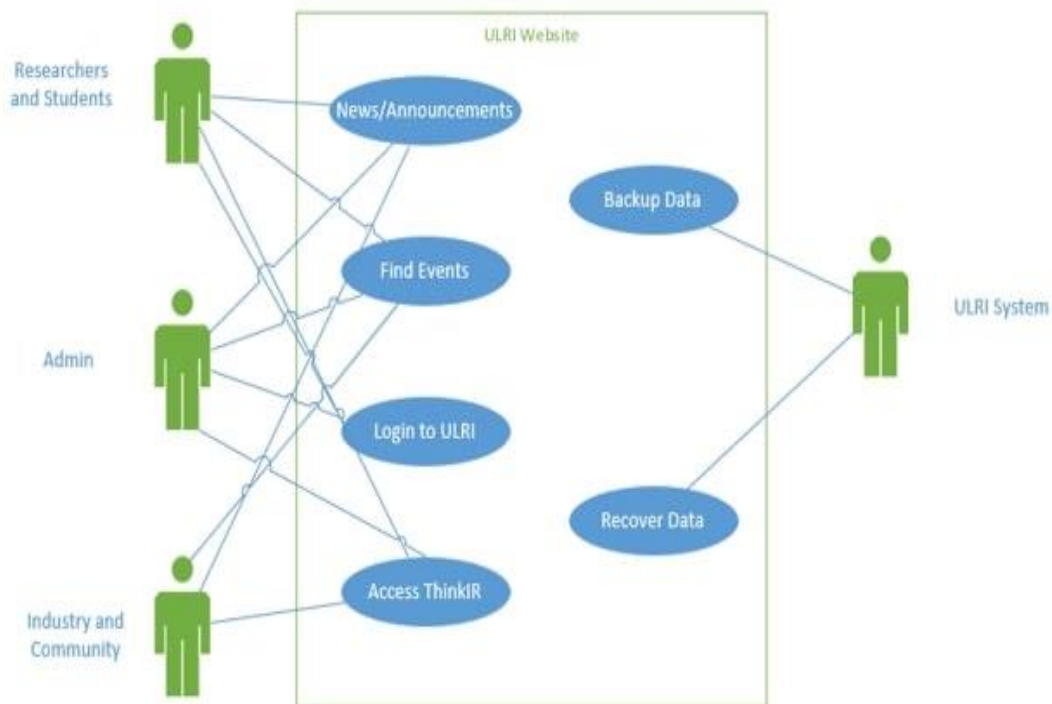 ULRI Website
Researchers
and Students
News/Announcements
Backup Data
Find Events
ULRI System
Admin
Login to ULRI
Recover Data
Access ThinkIR
Industry and
Community